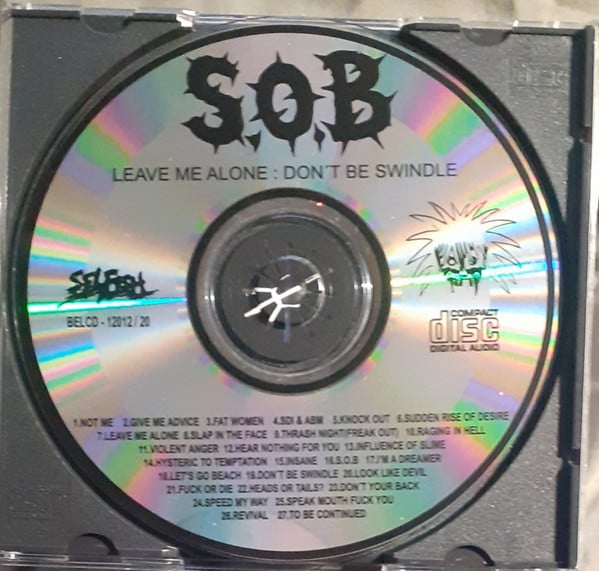 S.O.B
LEAVE ME ALONE : DON'T BE SWINDLE
SELFISH
BELCD - 12012 / 20
COMPACT
disc
DIGITAL AUDIO
1.NOT ME 2.GIVE ME ADVICE 3.FAT WOMEN 4.SDI & ABM 5.KNOCK OUT 6.SUDDEN RISE OF DESIRE
7.LEAVE ME ALONE 8.SLAP IN THE FACE 9.THRASH NIGHT(FREAK OUT) 10.RAGING IN HELL
11.VIOLENT ANGER 12.HEAR NOTHING FOR YOU 13.INFLUENCE OF SLIME
14.HYSTERIC TO TEMPTATION 15.INSANE 16.S.O.B 17.I'M A DREAMER
18.LET'S GO BEACH 19.DON'T BE SWINDLE 20.LOOK LIKE DEVIL
21.FUCK OR DIE 22.HEADS OR TAILS? 23.DON'T YOUR BACK
24.SPEED MY WAY 25.SPEAK MOUTH FUCK YOU
26.REVIVAL 27.TO BE CONTINUED